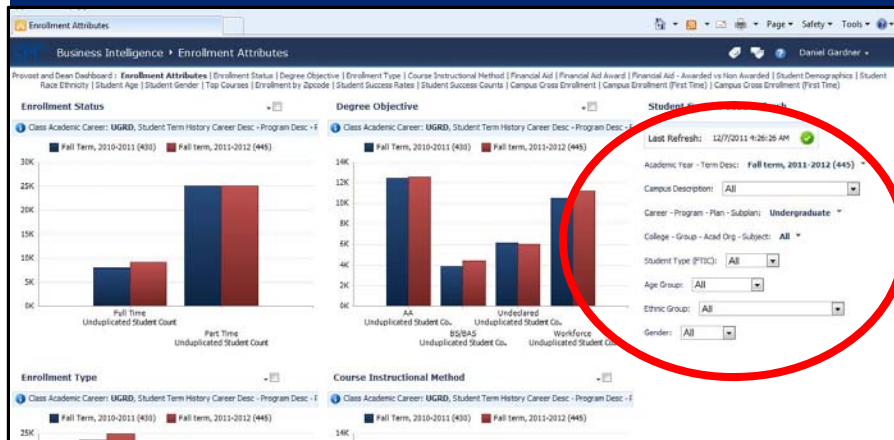 Enrollment Attributes
Page
Safety
Tools
Business Intelligence ▸ Enrollment Attributes
Daniel Gardner
Provost and Dean Dashboard : Enrollment Attributes | Enrollment Status | Degree Objective | Enrollment Type | Course Instructional Method | Financial Aid | Financial Aid Award | Financial Aid - Awarded vs Non Awarded | Student Demographics | Student
Race Ethnicity | Student Age | Student Gender | Top Courses | Enrollment by Zipcode | Student Success Rates | Student Success Counts | Campus Gross Enrollment | Campus Enrollment (First Time) | Campus Gross Enrollment (First Time)
Enrollment Status
Class Academic Career: UGRD, Student Term History Career Desc - Program Desc - F
Fall Term, 2010-2011 (430)
Fall term, 2011-2012 (445)
30K
25K
20K
15K
10K
5K
0K
Full Time
Unduplicated Student Count
Part Time
Unduplicated Student Count
Degree Objective
Class Academic Career: UGRD, Student Term History Career Desc - Program Desc - F
Fall Term, 2010-2011 (430)
Fall term, 2011-2012 (445)
14K
12K
10K
8K
6K
4K
2K
0K
AA
Unduplicated Student Co..
BS/BAS
Unduplicated Student Co..
Undeclared
Unduplicated Student Co..
Workforce
Unduplicated Student Co..
Student
Last Refresh: 12/7/2011 4:26:26 AM
Academic Year - Term Desc: Fall term, 2011-2012 (445)
Campus Description: All
Career - Program - Plan - Subplan: Undergraduate
College - Group - Acad Org - Subject: All
Student Type (FTIC): All
Age Group: All
Ethnic Group: All
Gender: All
Enrollment Type
Class Academic Career: UGRD, Student Term History Career Desc - Program Desc - F
Fall Term, 2010-2011 (430)
Fall term, 2011-2012 (445)
25K
Course Instructional Method
Class Academic Career: UGRD, Student Term History Career Desc - Program Desc - F
Fall Term, 2010-2011 (430)
Fall term, 2011-2012 (445)
14K